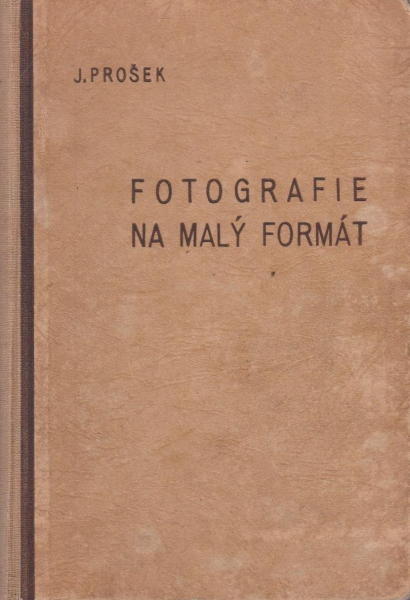 J. PROŠEK
FOTOGRAFIE
NA MALÝ FORMÁT